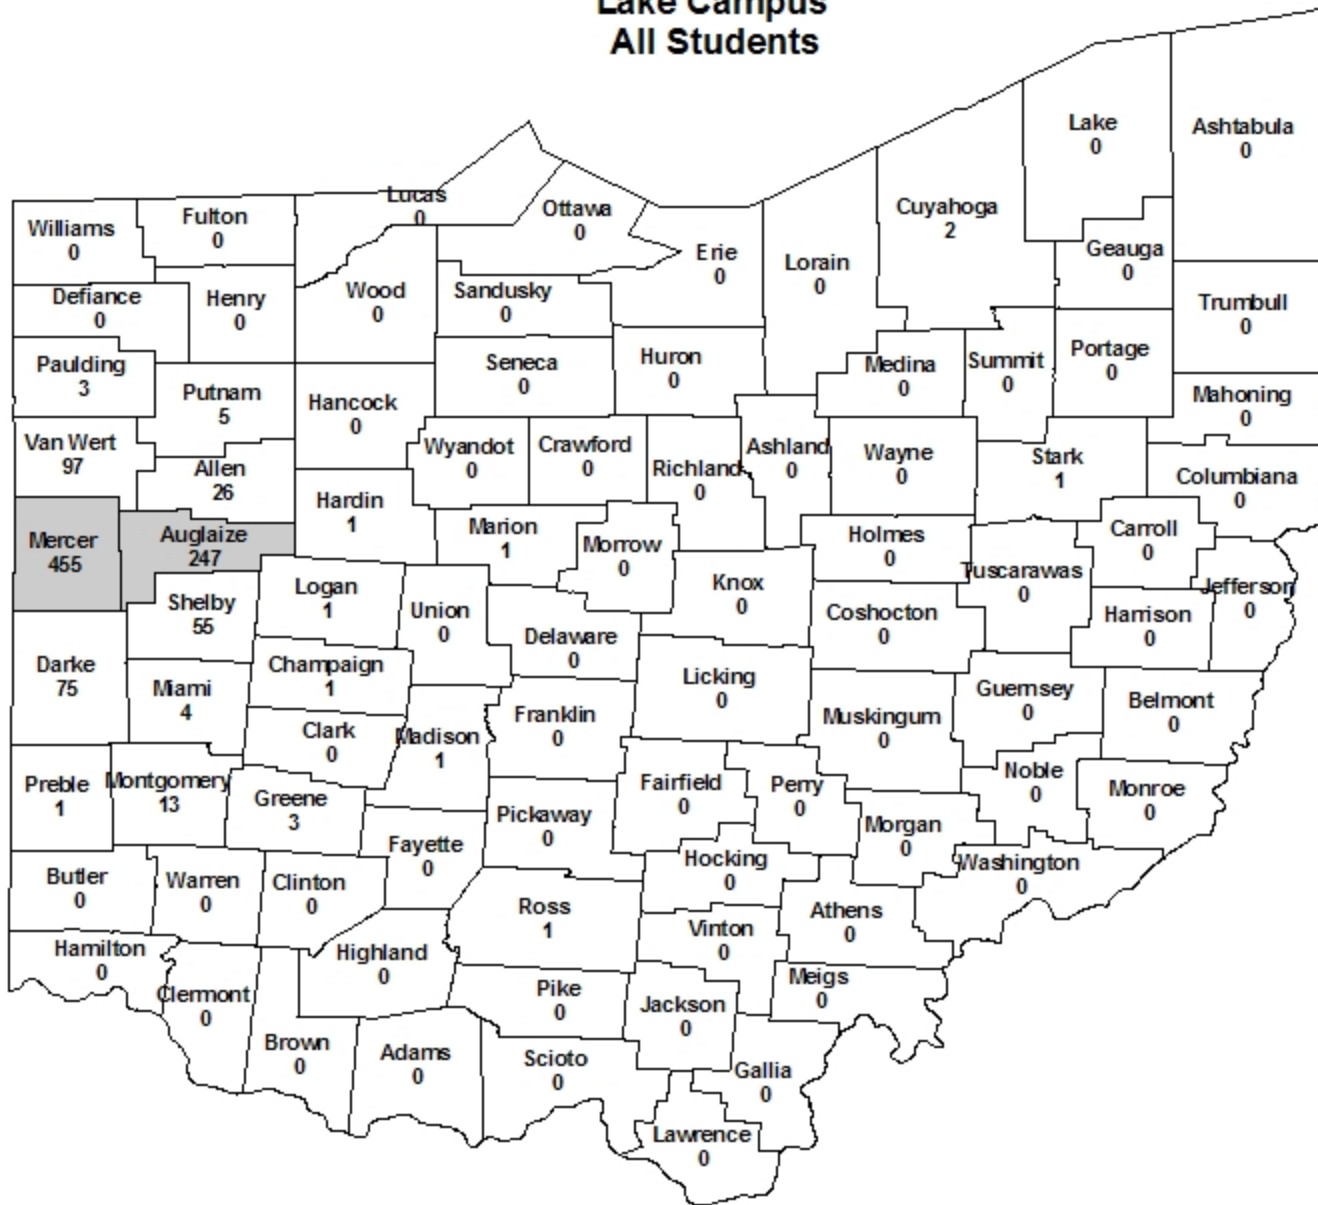 Lake Campus
All Students
Lake
0
Ashtabula
0
Lucas
0
Ottawa
0
Cuyahoga
2
Williams
0
Fulton
0
Geauga
0
Erie
0
Lorain
0
Defiance
0
Henry
0
Wood
0
Sandusky
0
Trumbull
0
Paulding
3
Putnam
5
Seneca
0
Huron
0
Medina
0
Summit
0
Portage
0
Mahoning
0
Hancock
0
Van Wert
97
Allen
26
Wyandot
0
Crawford
0
Richland
0
Ashland
0
Wayne
0
Stark
1
Columbiana
0
Hardin
1
Mercer
455
Auglaize
247
Marion
1
Morrow
0
Holmes
0
Carroll
0
Tuscarawas
0
Jefferson
0
Logan
1
Shelby
55
Union
0
Knox
0
Coshocton
0
Harrison
0
Delaware
0
Darke
75
Champaign
1
Licking
0
Miami
4
Guernsey
0
Belmont
0
Franklin
0
Muskingum
0
Clark
0
Madison
1
Preble
1
Montgomery
13
Greene
3
Fairfield
0
Perry
0
Noble
0
Monroe
0
Pickaway
0
Morgan
0
Fayette
0
Hocking
0
Washington
0
Butler
0
Warren
0
Clinton
0
Ross
1
Athens
0
Vinton
0
Hamilton
0
Highland
0
Meigs
0
Clermont
0
Pike
0
Jackson
0
Brown
0
Adams
0
Scioto
0
Gallia
0
Lawrence
0